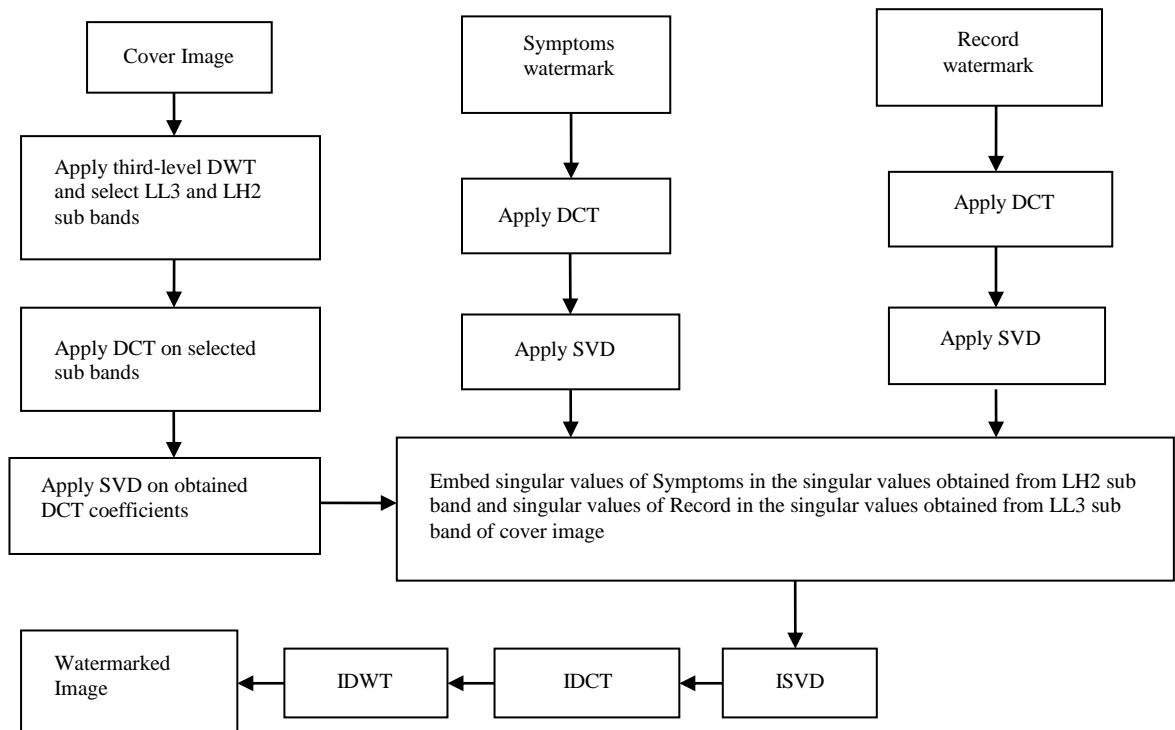 Cover Image
Symptoms
watermark
Record
watermark
Apply third-level DWT
and select LL3 and LH2
sub bands
Apply DCT
Apply DCT
Apply DCT on selected
sub bands
Apply SVD
Apply SVD
Apply SVD on obtained
DCT coefficients
Embed singular values of Symptoms in the singular values obtained from LH2 sub
band and singular values of Record in the singular values obtained from LL3 sub
band of cover image
Watermarked
Image
IDWT
IDCT
ISVD